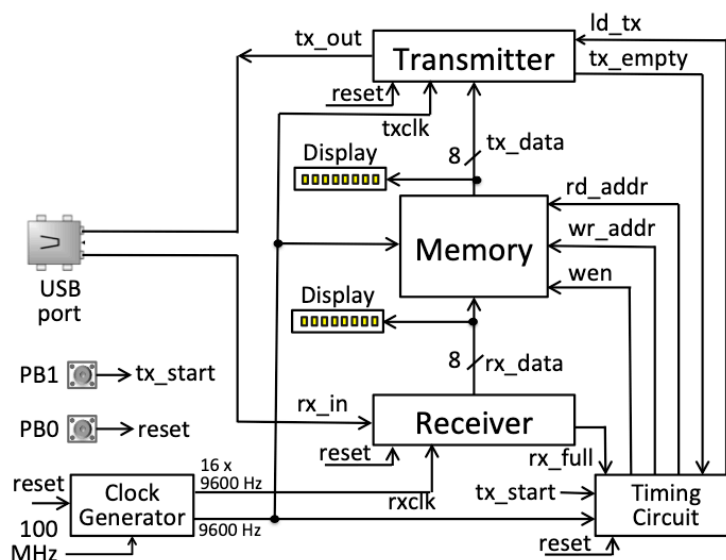 ld_tx
tx_out
Transmitter
tx_empty
reset
txclk
Display
8
tx_data
rd_addr
Memory
wr_addr
wen
USB
port
Display
8
rx_data
PB1
tx_start
rx_in
Receiver
PB0
reset
reset
rx_full
16 x
9600 Hz
rxclk
reset
Clock
Generator
tx_start
Timing
Circuit
100
MHz
9600 Hz
reset